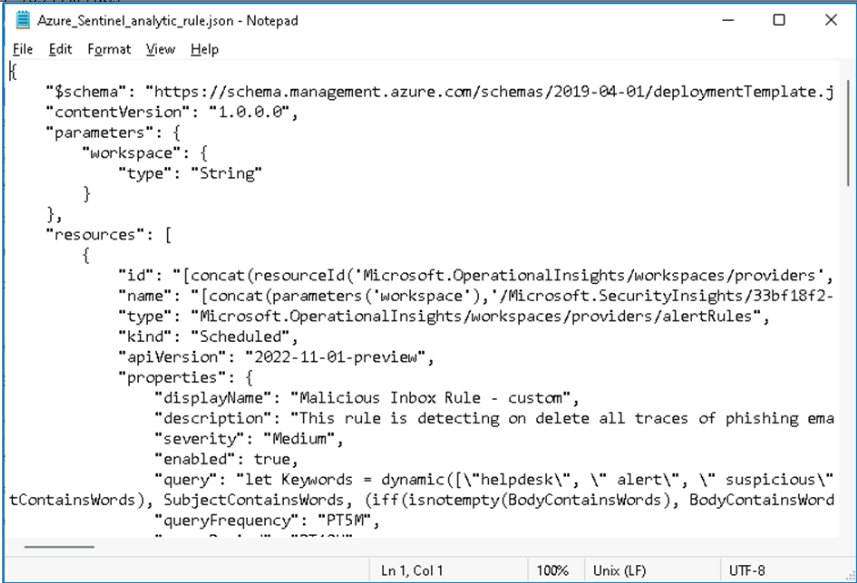 Azure_Sentinel_analytic_rule.json - Notepad
File Edit Format View Help
{
"$schema": "https://schema.management.azure.com/schemas/2019-04-01/deploymentTemplate.j
"contentVersion": "1.0.0.0",
"parameters": {
"workspace": {
"type": "String"
}
},
"resources": [
{
"id": "[concat(resourceId('Microsoft.OperationalInsights/workspaces/providers',
"name": "[concat(parameters('workspace'),'/Microsoft.SecurityInsights/33bf18f2-
"type": "Microsoft.OperationalInsights/workspaces/providers/alertRules",
"kind": "Scheduled",
"apiVersion": "2022-11-01-preview",
"properties": {
"displayName": "Malicious Inbox Rule - custom",
"description": "This rule is detecting on delete all traces of phishing ema
"severity": "Medium",
"enabled": true,
"query": "let Keywords = dynamic([\"helpdesk\", \" alert\", \" suspicious\"
tContainsWords), SubjectContainsWords, (iff(isnotempty(BodyContainsWords), BodyContainsWord
"queryFrequency": "PT5M",
Ln 1, Col 1 100% Unix (LF) UTF-8